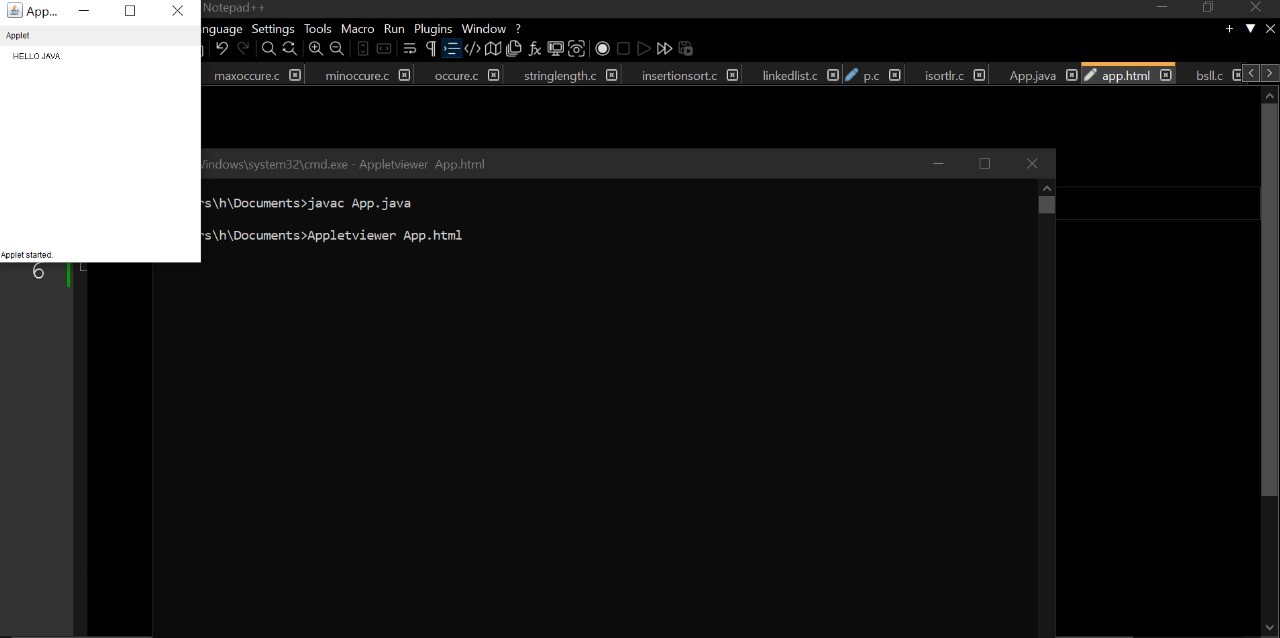 App...
Notepad++
Applet
nguage Settings Tools Macro Run Plugins Window ?
HELLO JAVA
maxoccure.c minoccure.c occure.c stringlength.c insertionsort.c linkedlist.c p.c isortlr.c App.java app.html bsll.c
Windows\system32\cmd.exe - Appletviewer App.html
rs\h\Documents>javac App.java
rs\h\Documents>Appletviewer App.html
Applet started.
6